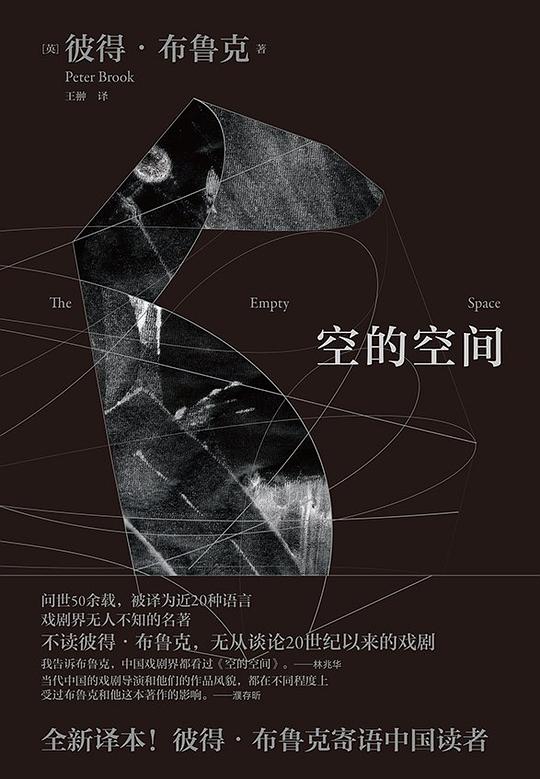 [英] 彼得·布鲁克 著
Peter Brook
王翀 译
The Empty Space
空的空间
问世50余载，被译为近20种语言
戏剧界无人不知的名著
不读彼得·布鲁克，无从谈论20世纪以来的戏剧
我告诉布鲁克，中国戏剧界都看过《空的空间》。——林兆华
当代中国的戏剧导演和他们的作品风貌，都在不同程度上
受过布鲁克和他这本著作的影响。——濮存昕
全新译本！彼得·布鲁克寄语中国读者